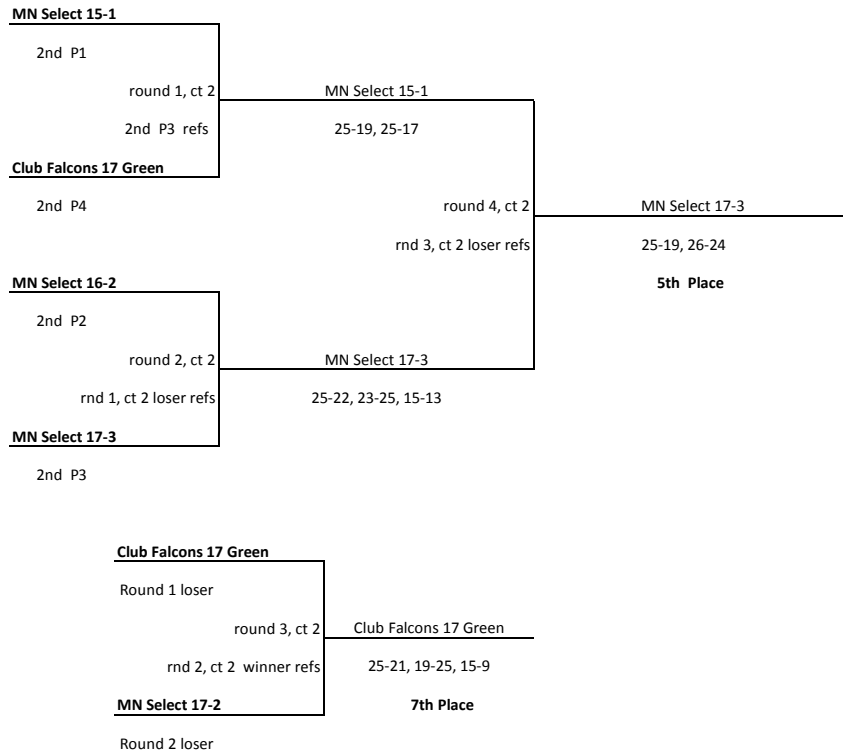 MN Select 15-1
2nd P1
round 1, ct 2
MN Select 15-1
2nd P3 refs
25-19, 25-17
Club Falcons 17 Green
2nd P4
round 4, ct 2
MN Select 17-3
rnd 3, ct 2 loser refs
25-19, 26-24
MN Select 16-2
5th Place
2nd P2
round 2, ct 2
MN Select 17-3
rnd 1, ct 2 loser refs
25-22, 23-25, 15-13
MN Select 17-3
2nd P3
Club Falcons 17 Green
Round 1 loser
round 3, ct 2
Club Falcons 17 Green
rnd 2, ct 2 winner refs
25-21, 19-25, 15-9
MN Select 17-2
7th Place
Round 2 loser